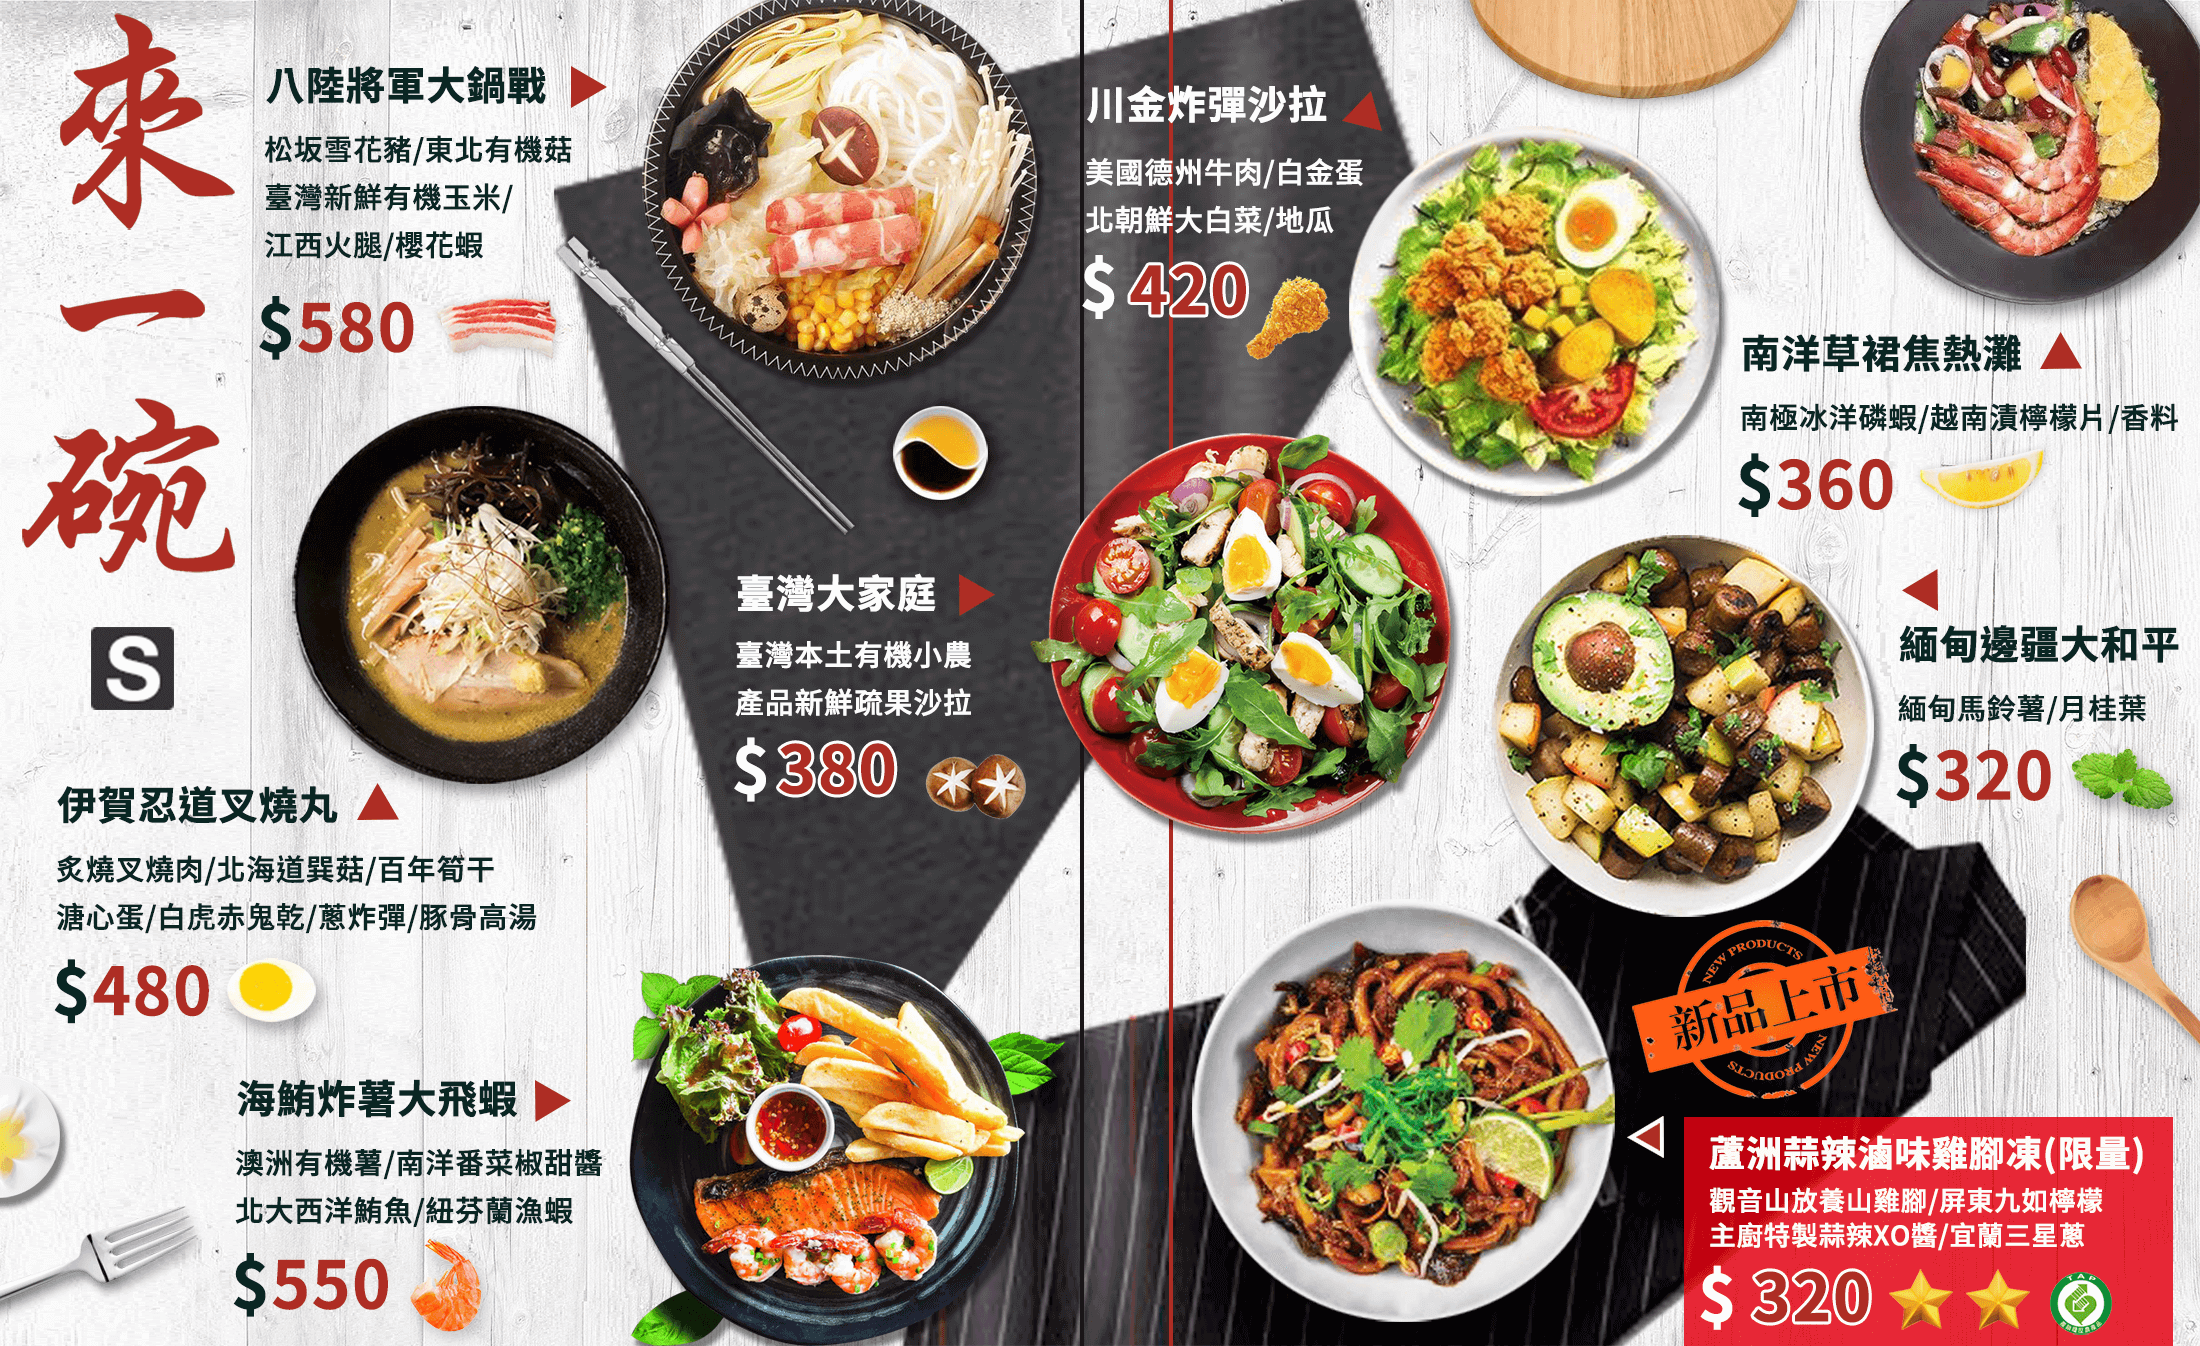 來一碗
S
八陸將軍大鍋戰
松坂雪花豬/東北有機菇
臺灣新鮮有機玉米/
江西火腿/櫻花蝦
$580
伊賀忍道叉燒丸
炙燒叉燒肉/北海道巽菇/百年筍干
溏心蛋/白虎赤鬼乾/蔥炸彈/豚骨高湯
$480
海鮪炸薯大飛蝦
澳洲有機薯/南洋番茶椒甜醬
北大西洋鮪魚/紐芬蘭漁蝦
$550
臺灣大家庭
臺灣本土有機小農
產品新鮮疏果沙拉
$380
川金炸彈沙拉
美國德州牛肉/白金蛋
北朝鮮大白菜/地瓜
$420
南洋草裙焦熱灘
南極冰洋磷蝦/越南漬檸檬片/香料
$360
緬甸邊疆大和平
緬甸馬鈴薯/月桂葉
$320
NEW PRODUCTS
新品上市
NEW PRODUCTS
蘆洲蒜辣滷味雞腳凍(限量)
觀音山放養山雞腳/屏東九如檸檬
主廚特製蒜辣XO醬/宜蘭三星蔥
$320
TAP